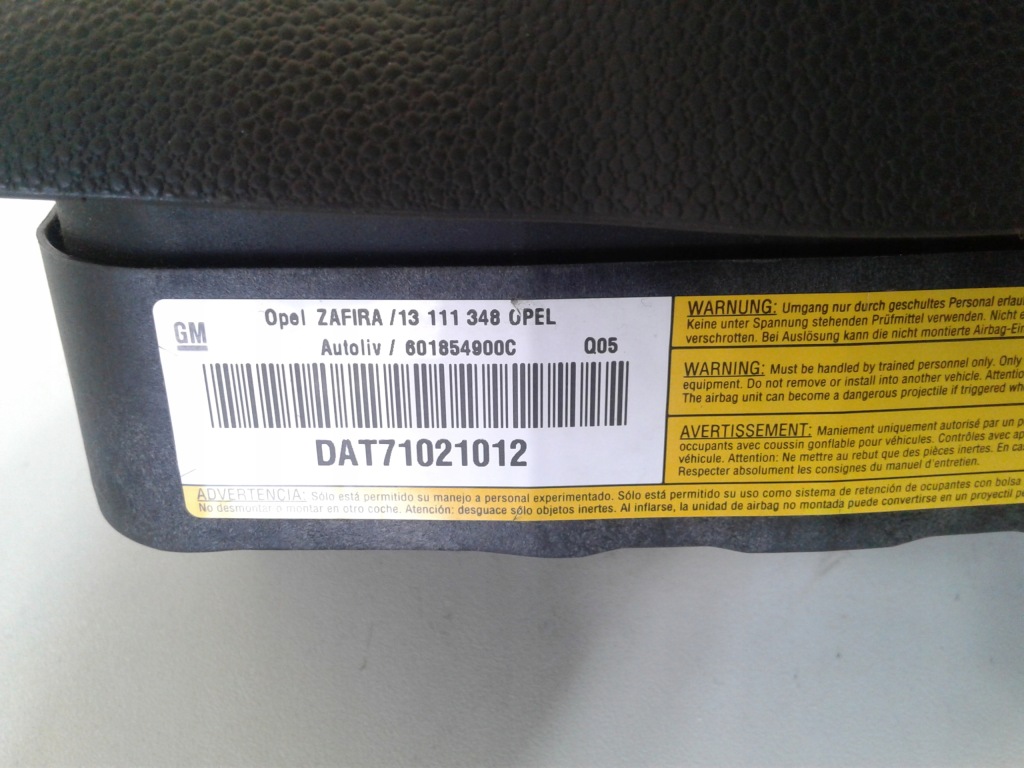 GM
Opel ZAFIRA /13 111 348 OPEL
Autoliv / 601854900C Q05
DAT71021012
WARNUNG: Umgang nur durch geschultes Personal
Keine unter Spannung stehenden Prüfmittel verwenden. Nicht
verschrotten. Bei Auslösung kann die nicht montierte
WARNING: Must be handled by trained personnel only. Only
equipment. Do not remove or install into another vehicle.
The airbag unit can become a dangerous projectile if triggered
AVERTISSEMENT: Maniement uniquement autorisé par un
occupants avec coussin gonflable pour véhicules. Contrôles avec
véhicule. Attention: Ne mettre au rebut que des pièces inertes. En
Respecter absolument les consignes du manuel d'entretien.
ADVERTENCIA: Sólo está permitido su manejo a personal experimentado. Sólo está permitido su uso como sistema de retención de ocupantes con bolsa
No desmontar o montar en otro coche. Atención: desguace sólo objetos inertes. Al inflarse, la unidad de airbag no montada puede convertirse en un proyectil